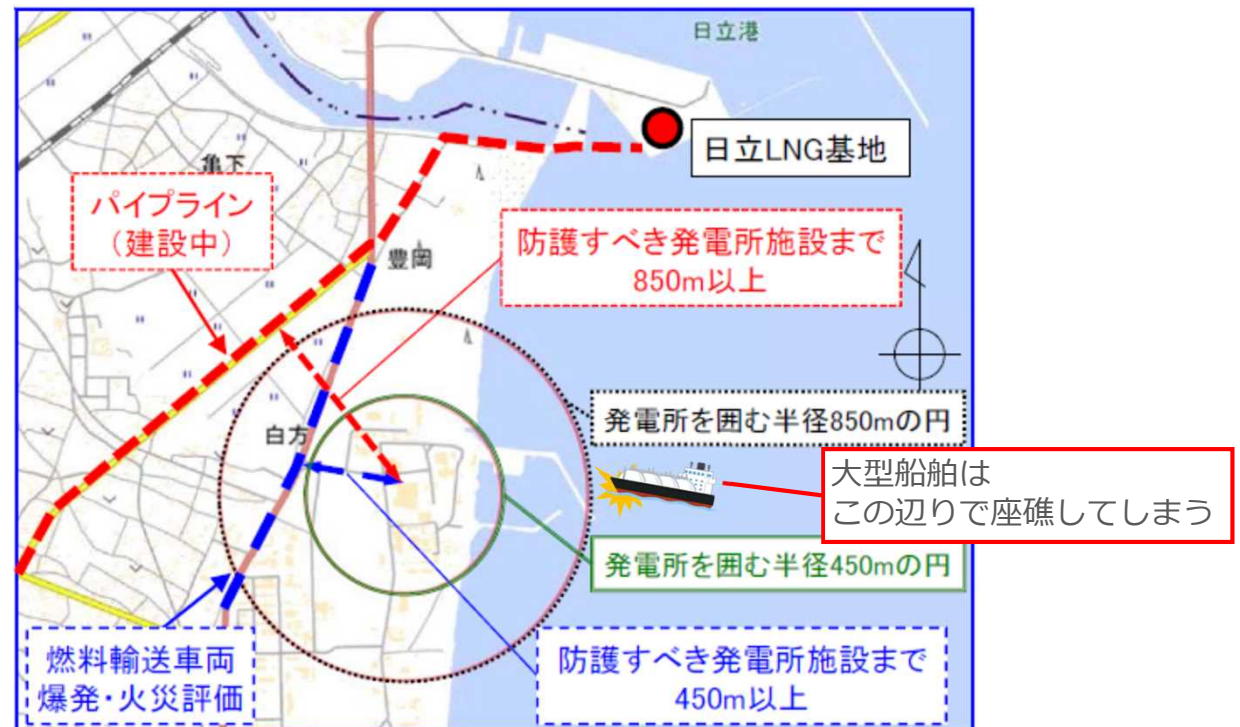 日立港
日立LNG基地
亀下
パイプライン
（建設中）
防護すべき発電所施設まで
850m以上
豊岡
発電所を囲む半径850mの円
白方
大型船舶は
この辺りで座礁してしまう
発電所を囲む半径450mの円
燃料輸送車両
爆発・火災評価
防護すべき発電所施設まで
450m以上